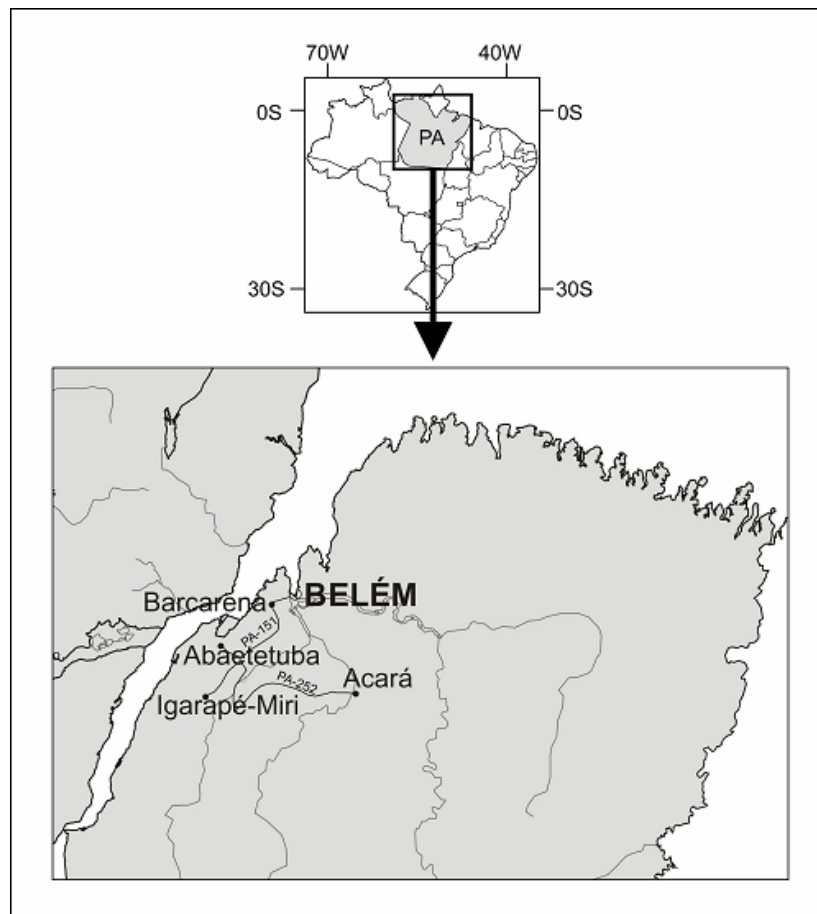 70W 40W
0S 0S
PA
30S 30S
BELÉM
Barcarena
PA-151
Abaetetuba
PA-252
Acará
Igarapé-Miri